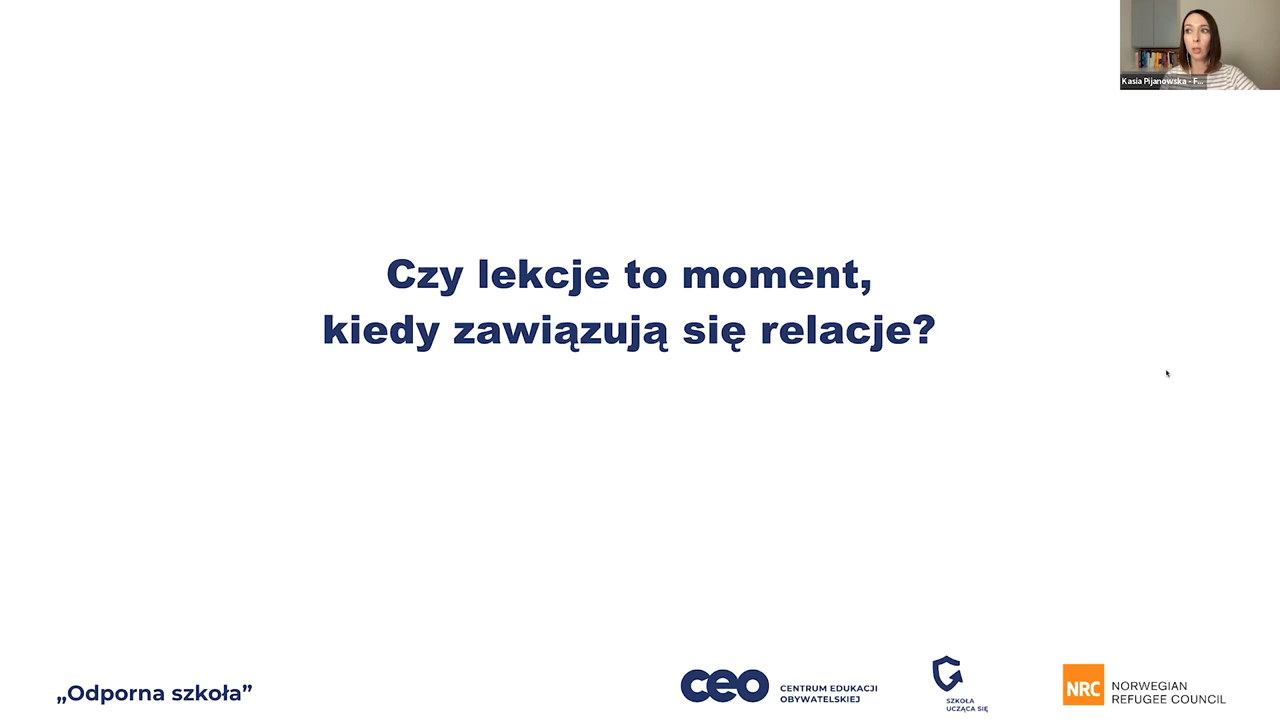 Kasia Pijanowska - F...
Czy lekcje to moment,
kiedy zawiązują się relacje?
„Odporna szkoła”
ceo
CENTRUM EDUKACJI
OBYWATELSKIEJ
SZKOŁA
UCZĄCA SIĘ
NRC
NORWEGIAN
REFUGEE COUNCIL